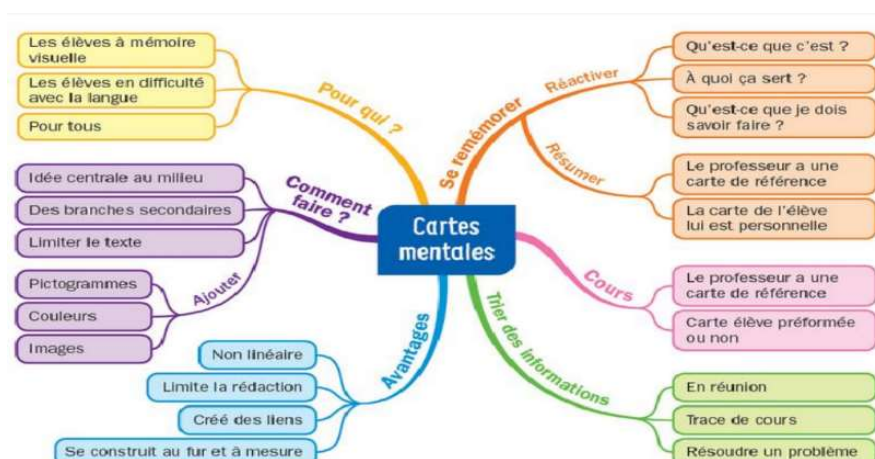 Les élèves à mémoire
visuelle
Les élèves en difficulté
avec la langue
Pour tous
Pour qui ?
Idée centrale au milieu
Des branches secondaires
Limiter le texte
Comment
faire ?
Ajouter
Pictogrammes
Couleurs
Images
Non linéaire
Limite la rédaction
Créé des liens
Se construit au fur et à mesure
Avantages
Cartes
mentales
Se remémorer
Réactiver
Qu'est-ce que c'est ?
À quoi ça sert ?
Qu'est-ce que je dois
savoir faire ?
Résumer
Le professeur a une
carte de référence
La carte de l'élève
lui est personnelle
Cours
Le professeur a une
carte de référence
Carte élève préformée
ou non
Trier des informations
En réunion
Trace de cours
Résoudre un problème